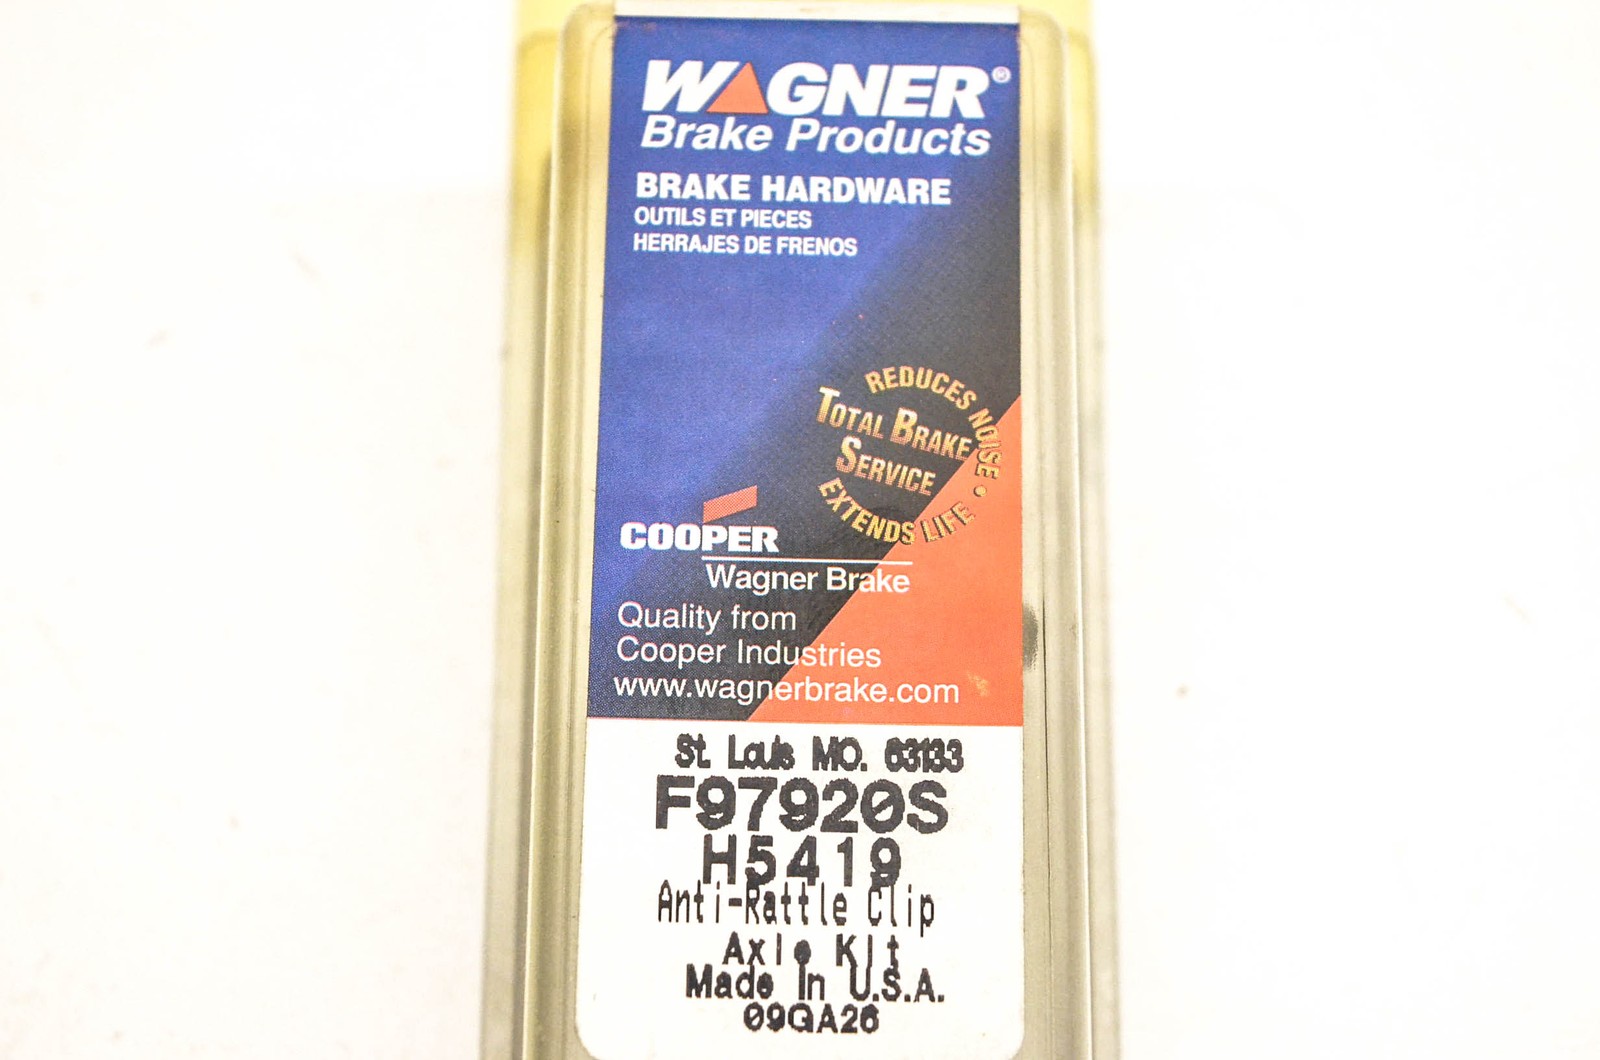 WAGNER®
Brake Products
BRAKE HARDWARE
OUTILS ET PIECES
HERRAJES DE FRENOS
REDUCES NOISE •
TOTAL BRAKE
SERVICE
EXTENDS LIFE
COOPER
Wagner Brake
Quality from
Cooper Industries
www.wagnerbrake.com
St. Louis MO. 63133
F97920S
H5419
Anti-Rattle Clip
Axle Kit
Made In U.S.A.
09GA26